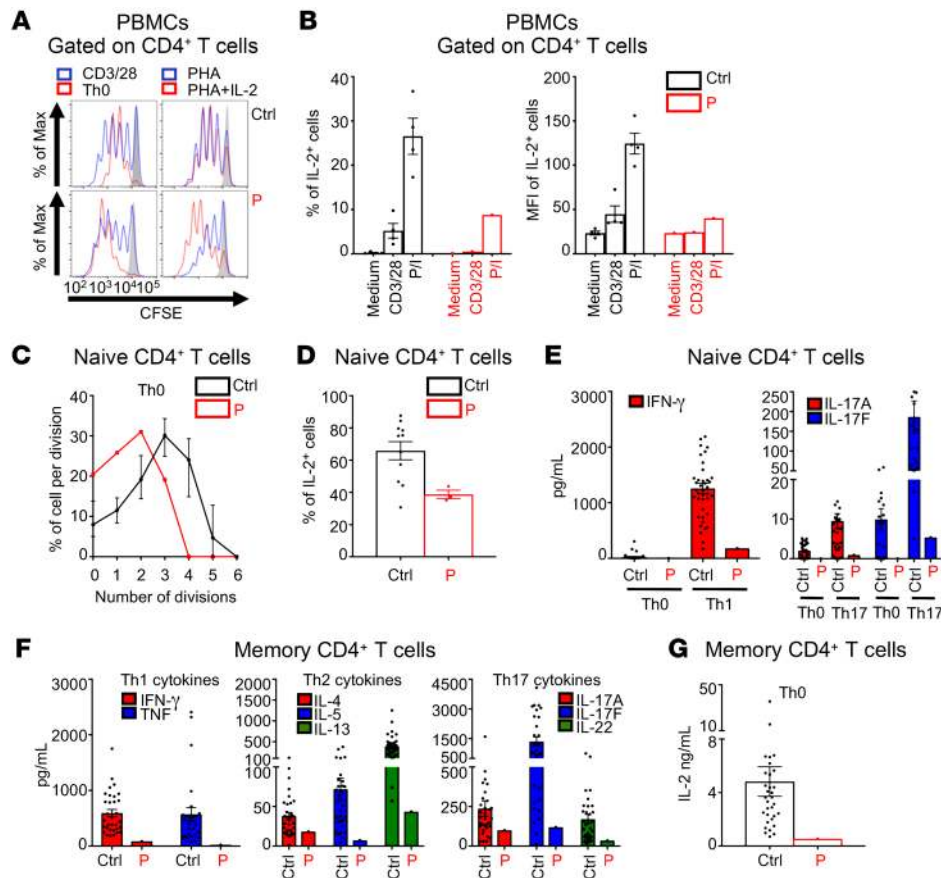 A
PBMCs
Gated on CD4⁺ T cells
CD3/28
PHA
Th0
PHA+IL-2
% of Max
Ctrl
% of Max
P
10² 10³ 10⁴ 10⁵
CFSE
B
PBMCs
Gated on CD4⁺ T cells
Ctrl
P
% of IL-2⁺ cells
40
30
20
10
0
Medium
CD3/28
P/I
Medium
CD3/28
P/I
MFI of IL-2⁺ cells
200
150
100
50
0
Medium
CD3/28
P/I
Medium
CD3/28
P/I
C
Naive CD4⁺ T cells
Th0
Ctrl
P
% of cell per division
40
30
20
10
0
0 1 2 3 4 5 6
Number of divisions
D
Naive CD4⁺ T cells
Ctrl
P
% of IL-2⁺ cells
100
80
60
40
20
0
Ctrl P
E
Naive CD4⁺ T cells
IFN-γ
pg/mL
3000
2000
1000
0
Ctrl P Ctrl P
Th0 Th1
IL-17A
IL-17F
250
200
150
100
50
20
10
0
Ctrl P Ctrl P Ctrl P Ctrl P
Th0 Th17 Th0 Th17
F
Memory CD4⁺ T cells
Th1 cytokines
IFN-γ
TNF
pg/mL
3000
2000
1000
0
Ctrl P Ctrl P
Th2 cytokines
IL-4
IL-5
IL-13
1250
1000
750
500
250
100
50
0
Ctrl P Ctrl P Ctrl P
Th17 cytokines
IL-17A
IL-17F
IL-22
4500
3500
2500
1500
500
250
0
Ctrl P Ctrl P Ctrl P
G
Memory CD4⁺ T cells
Th0
IL-2 ng/mL
50
30
8
4
0
Ctrl P